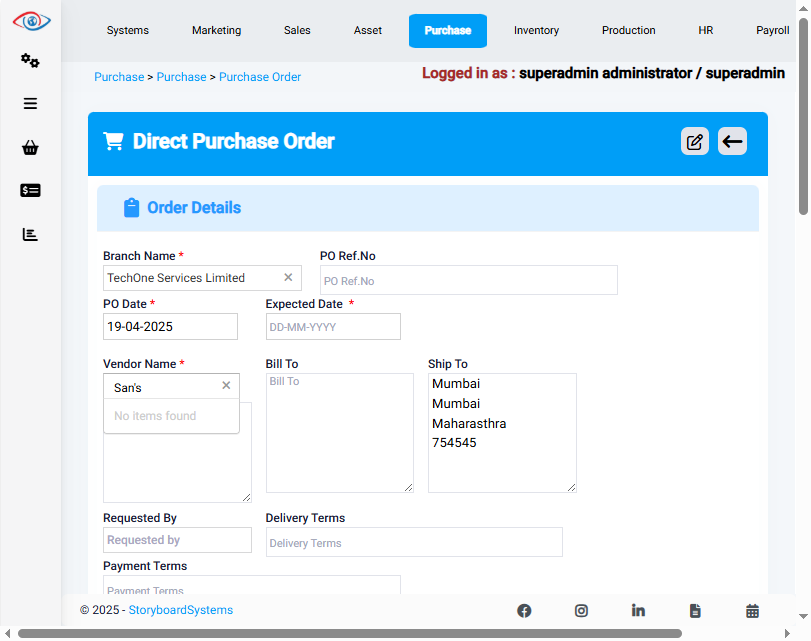 Systems Marketing Sales Asset Purchase Inventory Production HR Payroll
Purchase > Purchase > Purchase Order
Logged in as : superadmin administrator / superadmin
Direct Purchase Order
Order Details
Branch Name * PO Ref.No
TechOne Services Limited × PO Ref.No
PO Date * Expected Date *
19-04-2025 DD-MM-YYYY
Vendor Name * Bill To Ship To
San's × Bill To Mumbai
Mumbai
No items found Maharasthra
754545
Requested By Delivery Terms
Requested by Delivery Terms
Payment Terms
Payment Terms
© 2025 - StoryboardSystems